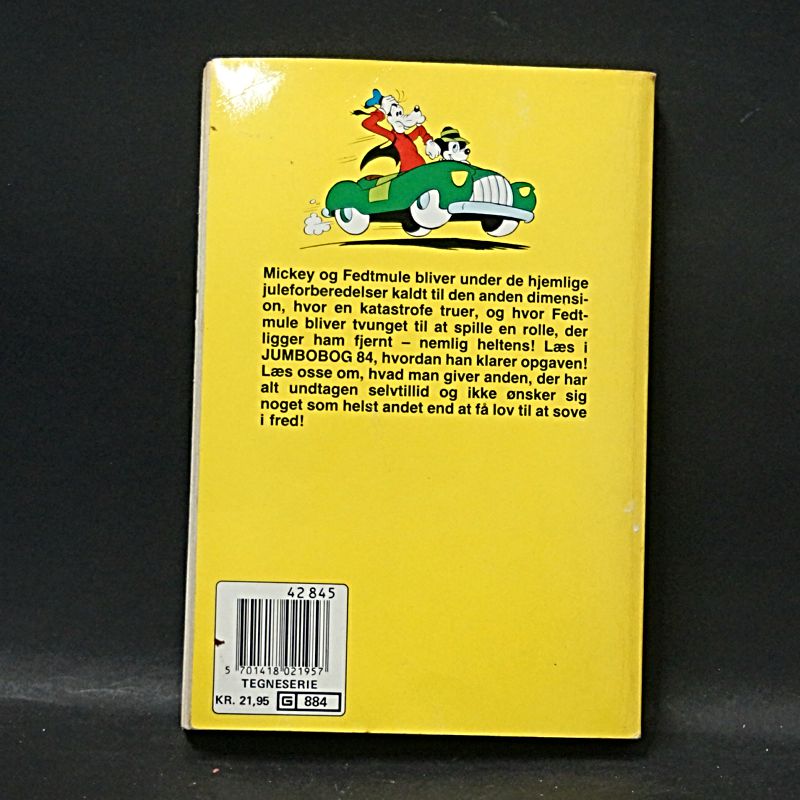 Mickey og Fedtmule bliver under de hjemlige
juleforberedelser kaldt til den anden dimensi-
on, hvor en katastrofe truer, og hvor Fedt-
mule bliver tvunget til at spille en rolle, der
ligger ham fjernt – nemlig heltens! Læs i
JUMBOBOG 84, hvordan han klarer opgaven!
Læs osse om, hvad man giver anden, der har
alt undtagen selvtillid og ikke ønsker sig
noget som helst andet end at få lov til at sove
i fred!
42 845
5 701418 021957
TEGNESERIE
KR. 21,95 G 884